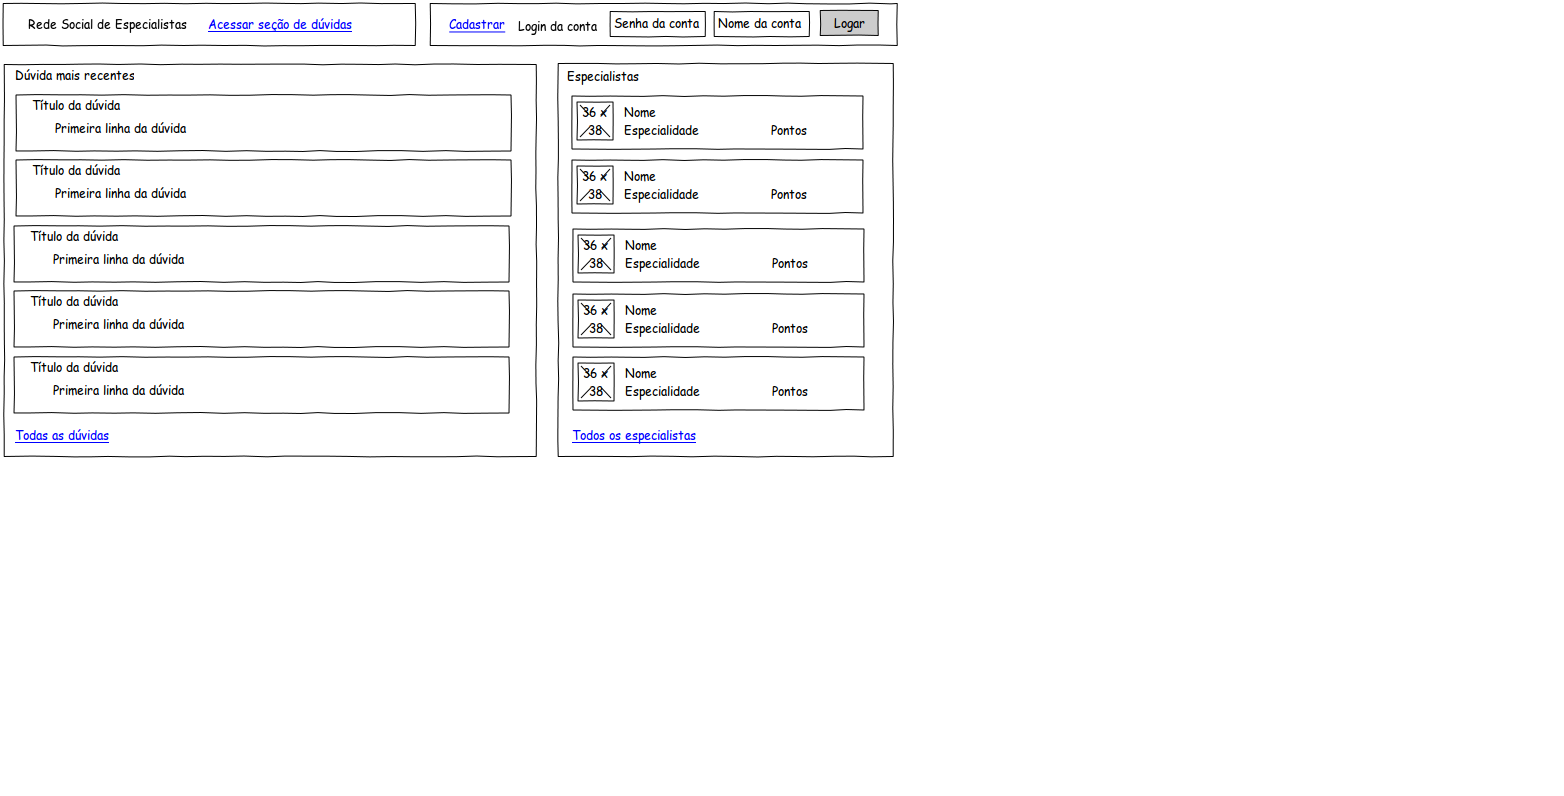 Rede Social de Especialistas Acessar seção de dúvidas
Cadastrar Login da conta Senha da conta Nome da conta Logar
Dúvida mais recentes
Título da dúvida
Primeira linha da dúvida
Título da dúvida
Primeira linha da dúvida
Título da dúvida
Primeira linha da dúvida
Título da dúvida
Primeira linha da dúvida
Título da dúvida
Primeira linha da dúvida
Todas as dúvidas
Especialistas
36 x
38
Nome
Especialidade Pontos
36 x
38
Nome
Especialidade Pontos
36 x
38
Nome
Especialidade Pontos
36 x
38
Nome
Especialidade Pontos
36 x
38
Nome
Especialidade Pontos
Todos os especialistas